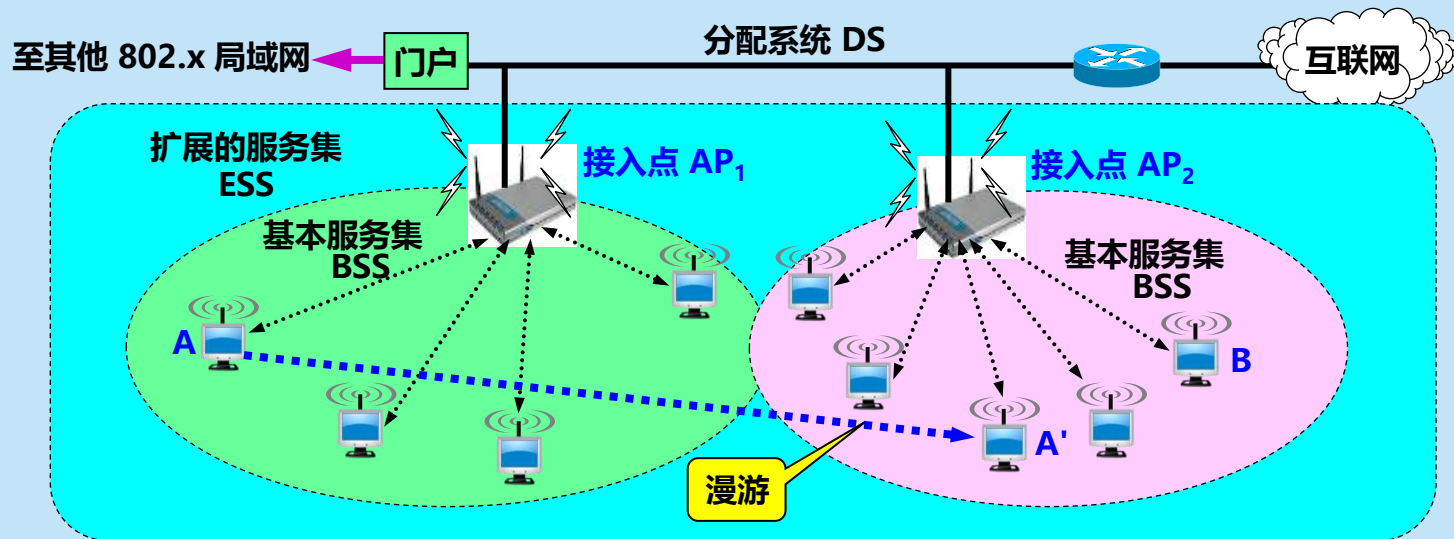 分配系统 DS
至其他 802.x 局域网
门户
互联网
扩展的服务集
ESS
接入点 AP₁
接入点 AP₂
基本服务集
BSS
基本服务集
BSS
A
B
A'
漫游